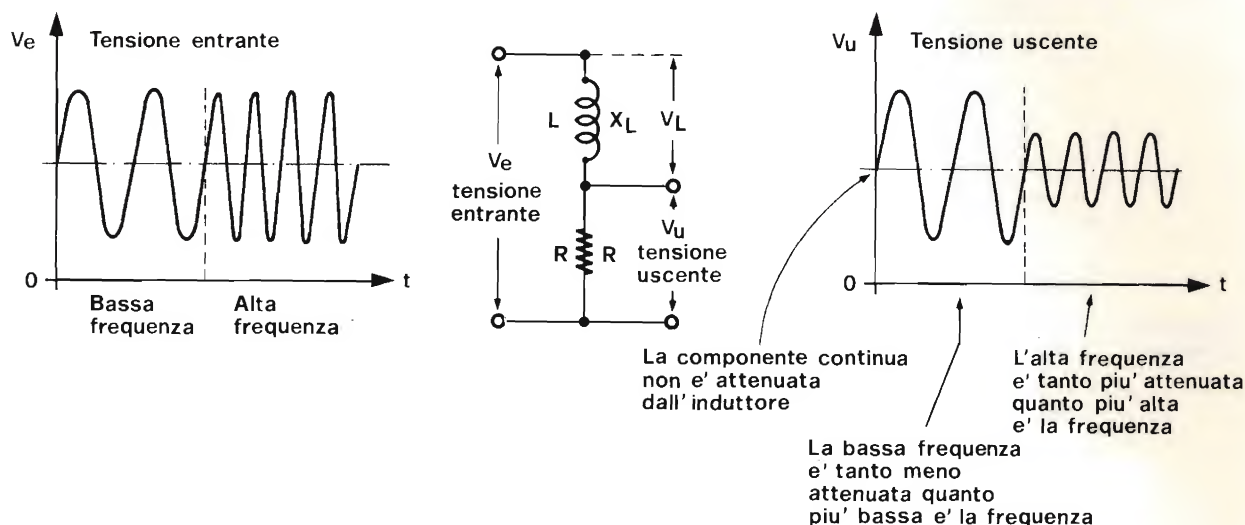 Ve
Tensione entrante
0
t
Bassa
frequenza
Alta
frequenza
Ve
tensione
entrante
L
XL
VL
R
R
Vu
tensione
uscente
Vu
Tensione uscente
0
t
La componente continua
non e' attenuata
dall'induttore
La bassa frequenza
e' tanto meno
attenuata quanto
piu' bassa e' la frequenza
L'alta frequenza
e' tanto piu' attenuata
quanto piu' alta
e' la frequenza